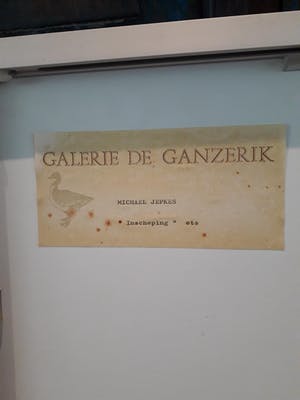 GALERIE DE GANZERIK
MICHAEL JEPKES
" Inscheping " ets